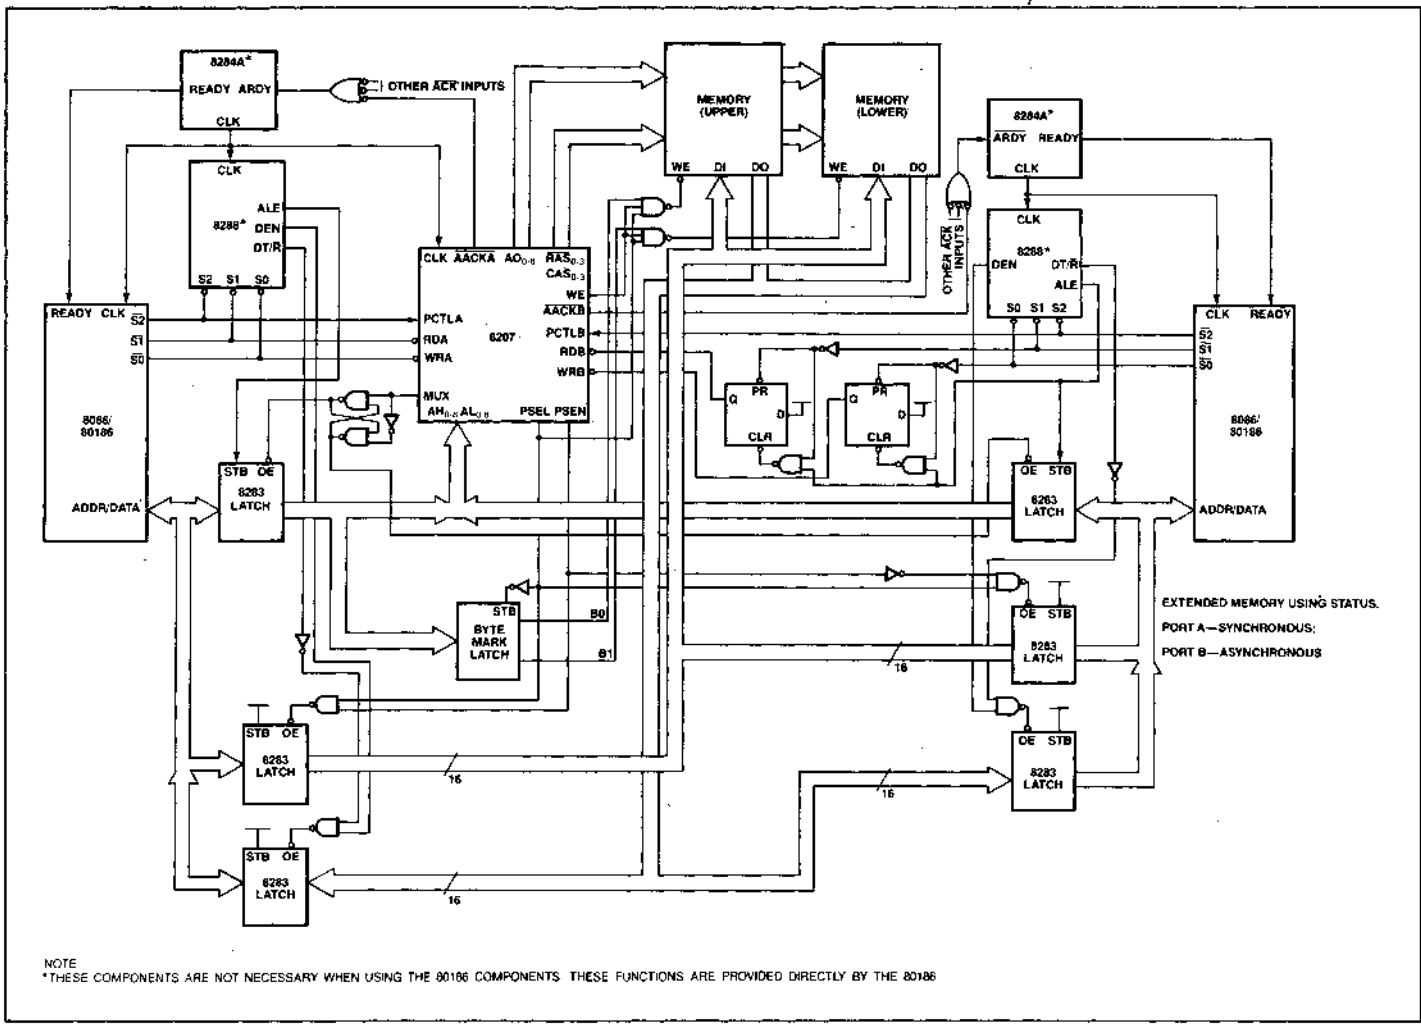 8284A*
READY ARDY
CLK
OTHER ACK INPUTS
CLK
ALE
8288*
DEN
DT/R
S2 S1 S0
READY CLK
S2
S1
S0
8086/
80186
ADDR/DATA
CLK AACKA AO0-8 RAS0-3
CAS0-3
WE
AACKB
PCTLA
PCTLB
8207
RDA
RDB
WRA
WRB
MUX
AH0-8 AL0-8 PSEL PSEN
MEMORY
(UPPER)
WE DI DO
MEMORY
(LOWER)
WE DI DO
OTHER ACK
INPUTS
8284A*
ARDY READY
CLK
CLK
8288*
DEN DT/R
ALE
S0 S1 S2
CLK READY
S2
S1
S0
8086/
80186
ADDR/DATA
PR
Q
D
CLR
PR
Q
D
CLR
STB OE
8283
LATCH
OE STB
8283
LATCH
STB
BYTE
MARK
LATCH
B0
B1
OE STB
8283
LATCH
16
EXTENDED MEMORY USING STATUS.
PORT A—SYNCHRONOUS;
PORT B—ASYNCHRONOUS
STB OE
8283
LATCH
16
OE STB
8283
LATCH
16
STB OE
8283
LATCH
16
NOTE
*THESE COMPONENTS ARE NOT NECESSARY WHEN USING THE 80186 COMPONENTS THESE FUNCTIONS ARE PROVIDED DIRECTLY BY THE 80186